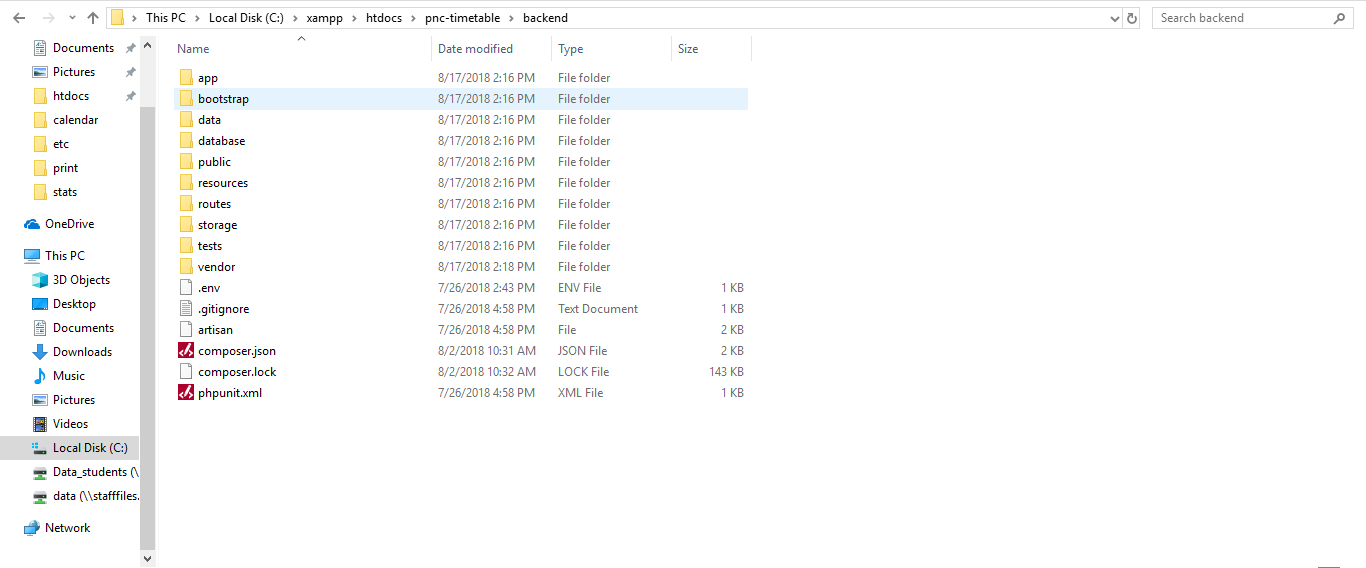 This PC > Local Disk (C:) > xampp > htdocs > pnc-timetable > backend
Search backend
Documents
Pictures
htdocs
calendar
etc
print
stats
OneDrive
This PC
3D Objects
Desktop
Documents
Downloads
Music
Pictures
Videos
Local Disk (C:)
Data_students (\
data (\\stafffiles.
Network
Name Date modified Type Size
app 8/17/2018 2:16 PM File folder
bootstrap 8/17/2018 2:16 PM File folder
data 8/17/2018 2:16 PM File folder
database 8/17/2018 2:16 PM File folder
public 8/17/2018 2:16 PM File folder
resources 8/17/2018 2:16 PM File folder
routes 8/17/2018 2:16 PM File folder
storage 8/17/2018 2:16 PM File folder
tests 8/17/2018 2:16 PM File folder
vendor 8/17/2018 2:18 PM File folder
.env 7/26/2018 2:43 PM ENV File 1 KB
.gitignore 7/26/2018 4:58 PM Text Document 1 KB
artisan 7/26/2018 4:58 PM File 2 KB
composer.json 8/2/2018 10:31 AM JSON File 2 KB
composer.lock 8/2/2018 10:32 AM LOCK File 143 KB
phpunit.xml 7/26/2018 4:58 PM XML File 1 KB